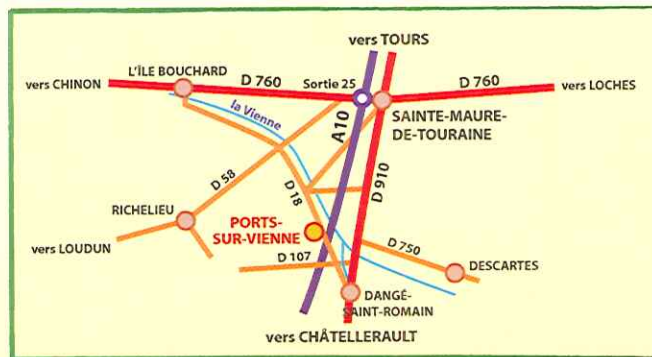 vers TOURS
L'ÎLE BOUCHARD
D 760
Sortie 25
D 760
vers CHINON
vers LOCHES
la Vienne
A10
SAINTE-MAURE-
DE-TOURAINE
D 58
D 18
D 910
RICHELIEU
PORTS-
SUR-VIENNE
vers LOUDUN
D 107
D 750
DESCARTES
DANGÉ-
SAINT-ROMAIN
vers CHÂTELLERAULT